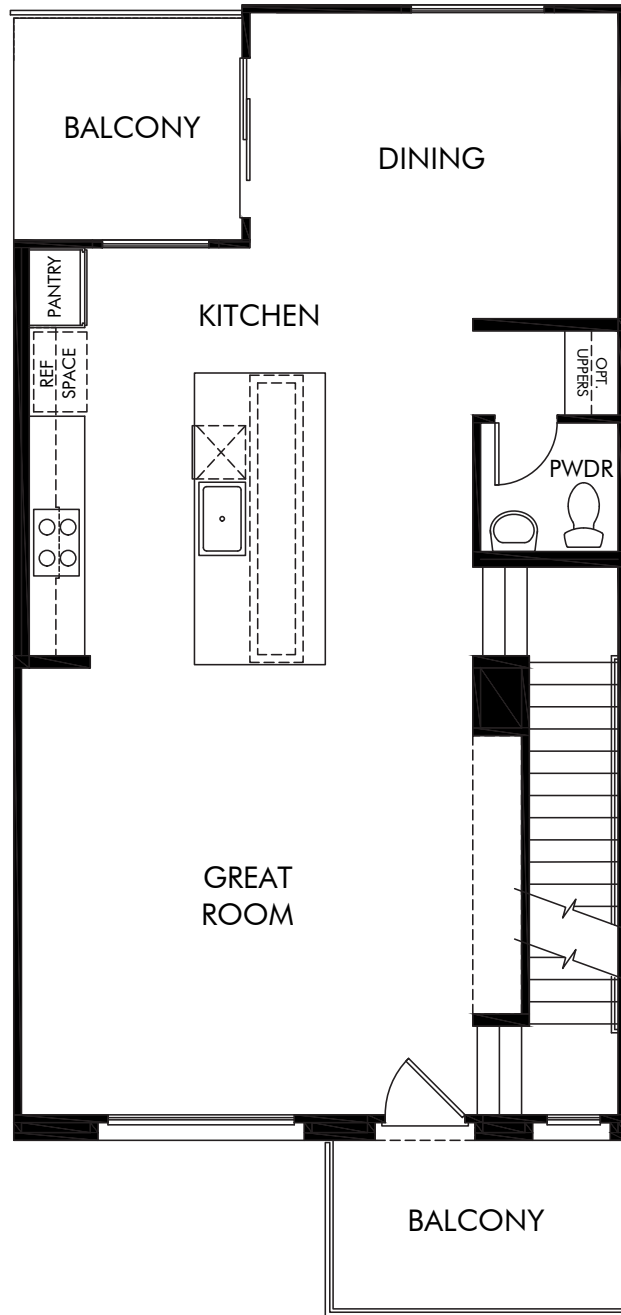 BALCONY
DINING
PANTRY
KITCHEN
REF
SPACE
OPT.
UPPERS
PWDR
GREAT
ROOM
BALCONY